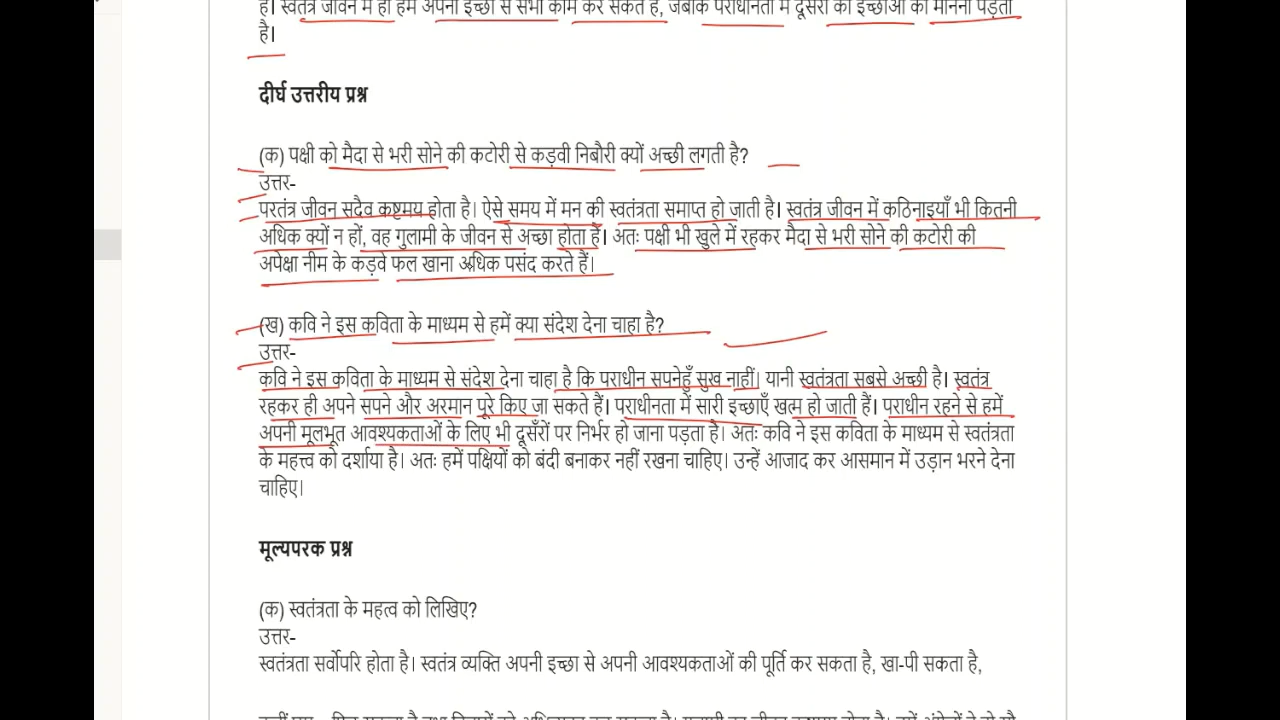 है। स्वतंत्र जीवन में ही हम अपनी इच्छा से सभी काम कर सकते हैं, जबकि पराधीनता में दूसरों की इच्छाओं को मानना पड़ता
है।
दीर्घ उत्तरीय प्रश्न
(क) पक्षी को मैदा से भरी सोने की कटोरी से कड़वी निबौरी क्यों अच्छी लगती है?
उत्तर-
परतंत्र जीवन सदैव कष्टमय होता है। ऐसे समय में मन की स्वतंत्रता समाप्त हो जाती है। स्वतंत्र जीवन में कठिनाइयाँ भी कितनी
अधिक क्यों न हों, वह गुलामी के जीवन से अच्छा होता है। अतः पक्षी भी खुले में रहकर मैदा से भरी सोने की कटोरी की
अपेक्षा नीम के कड़वे फल खाना अधिक पसंद करते हैं।
(ख) कवि ने इस कविता के माध्यम से हमें क्या संदेश देना चाहा है?
उत्तर-
कवि ने इस कविता के माध्यम से संदेश देना चाहा है कि पराधीन सपनेहुँ सुख नाहीं। यानी स्वतंत्रता सबसे अच्छी है। स्वतंत्र
रहकर ही अपने सपने और अरमान पूरे किए जा सकते हैं। पराधीनता में सारी इच्छाएँ खत्म हो जाती हैं। पराधीन रहने से हमें
अपनी मूलभूत आवश्यकताओं के लिए भी दूसरों पर निर्भर हो जाना पड़ता है। अतः कवि ने इस कविता के माध्यम से स्वतंत्रता
के महत्त्व को दर्शाया है। अतः हमें पक्षियों को बंदी बनाकर नहीं रखना चाहिए। उन्हें आजाद कर आसमान में उड़ान भरने देना
चाहिए।
मूल्यपरक प्रश्न
(क) स्वतंत्रता के महत्व को लिखिए?
उत्तर-
स्वतंत्रता सर्वोपरि होता है। स्वतंत्र व्यक्ति अपनी इच्छा से अपनी आवश्यकताओं की पूर्ति कर सकता है, खा-पी सकता है,